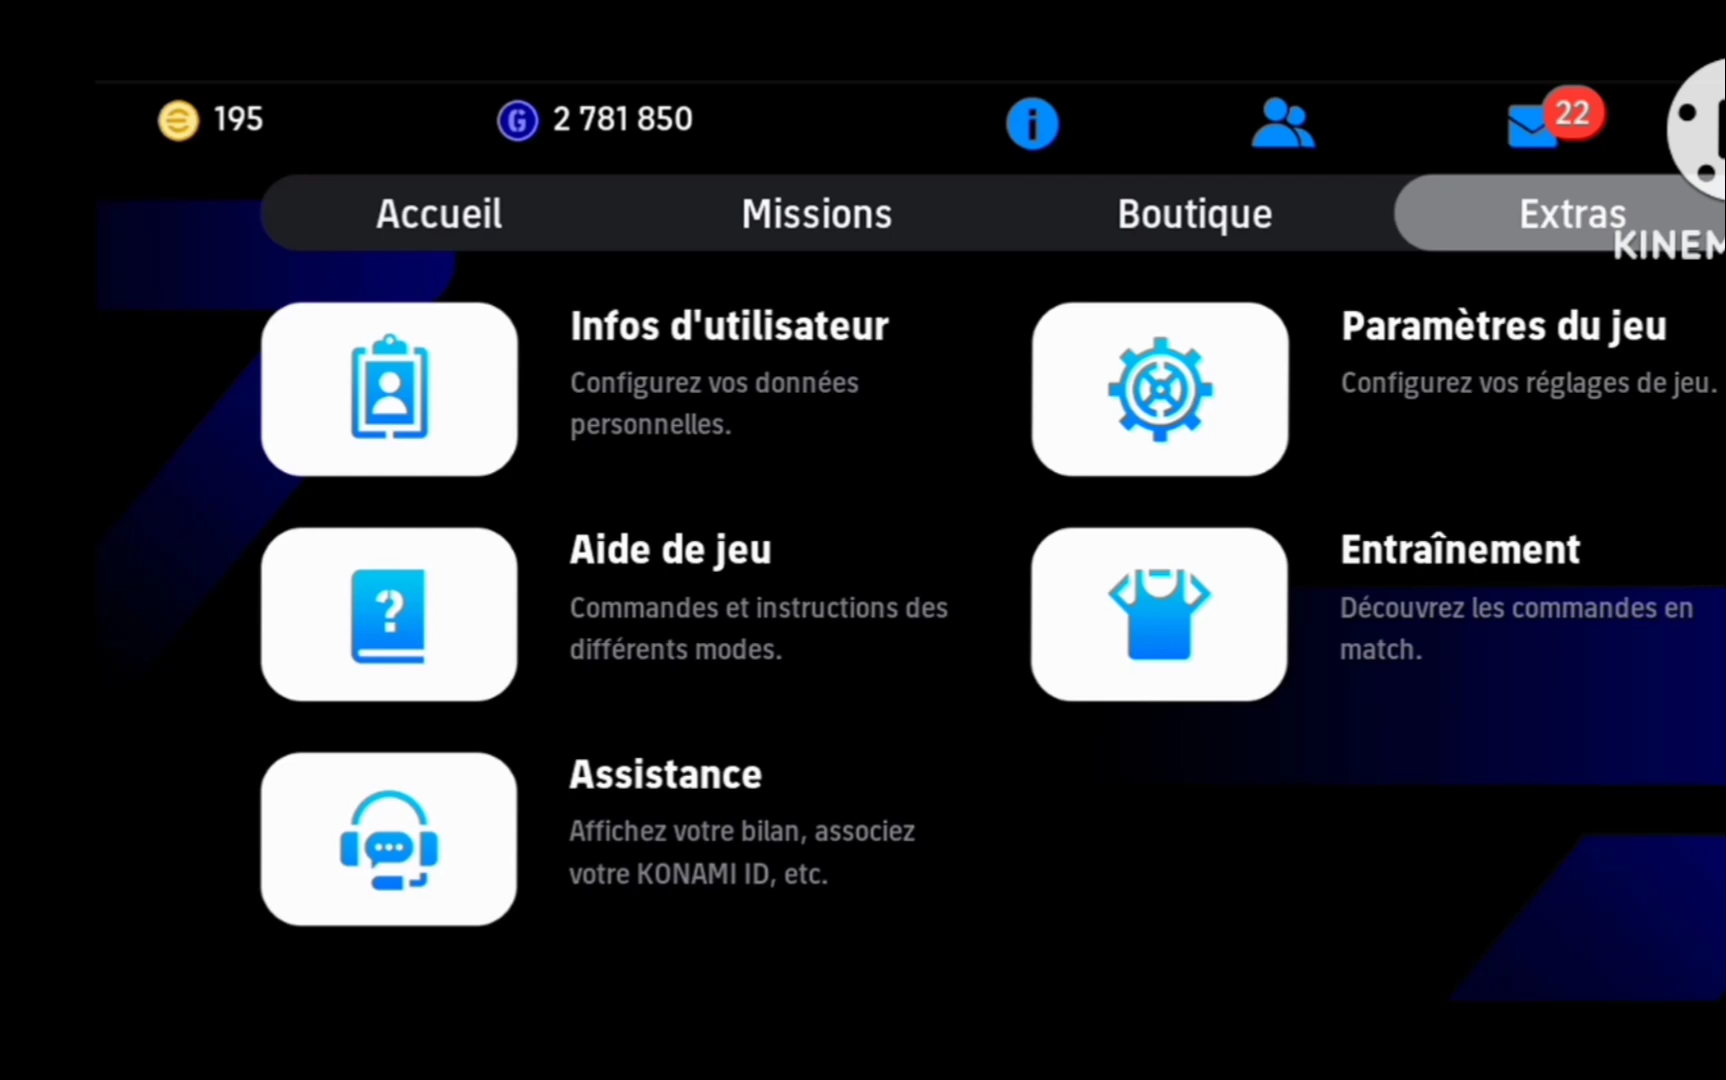 195
2 781 850
22
Accueil
Missions
Boutique
Extras
KINEM
Infos d'utilisateur
Configurez vos données
personnelles.
Paramètres du jeu
Configurez vos réglages de jeu.
Aide de jeu
Commandes et instructions des
différents modes.
Entraînement
Découvrez les commandes en
match.
Assistance
Affichez votre bilan, associez
votre KONAMI ID, etc.